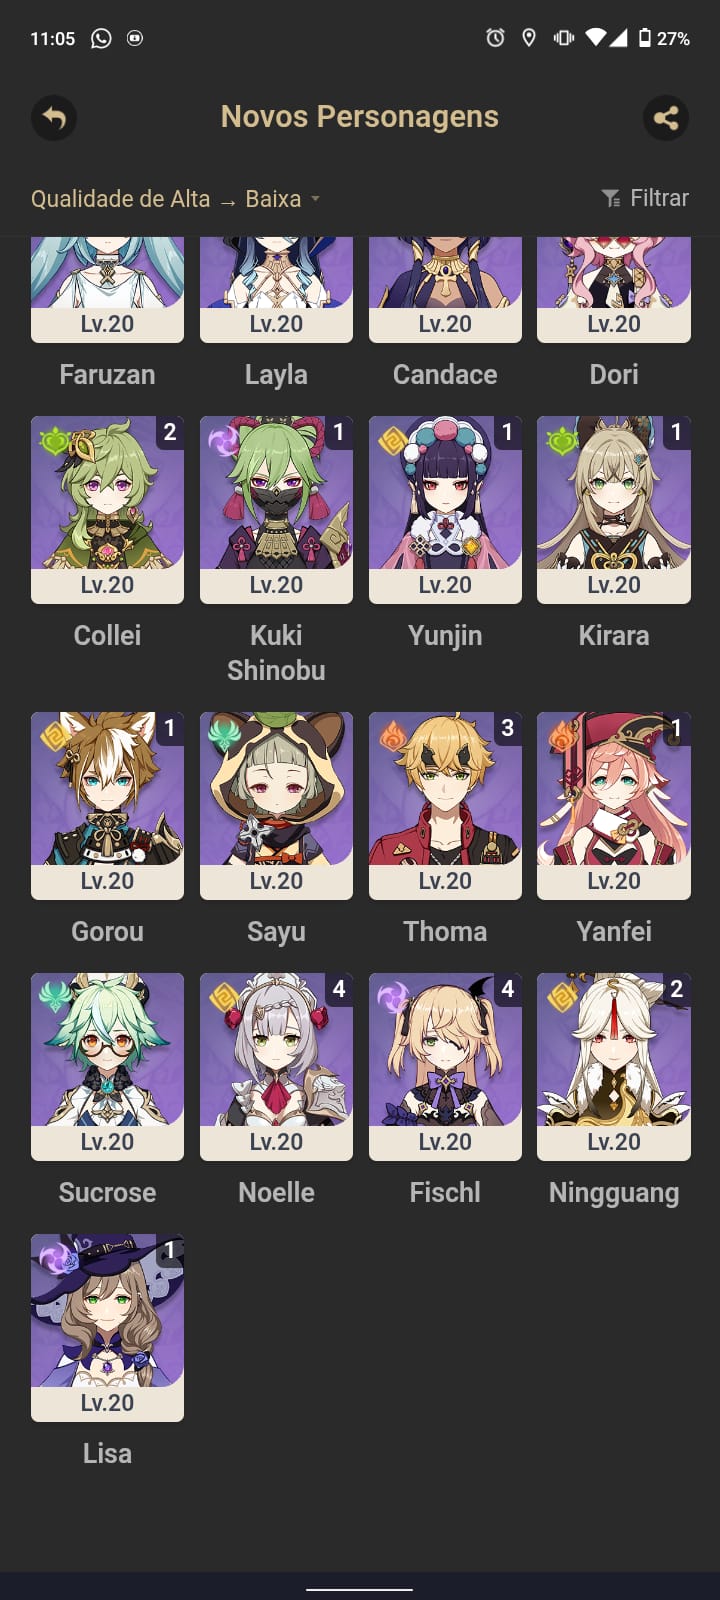 11:05
27%
Novos Personagens
Qualidade de Alta → Baixa
Filtrar
Lv.20 Lv.20 Lv.20 Lv.20
Faruzan Layla Candace Dori
2 1 1 1
Lv.20 Lv.20 Lv.20 Lv.20
Collei Kuki Yunjin Kirara
Shinobu
1 3 1
Lv.20 Lv.20 Lv.20 Lv.20
Gorou Sayu Thoma Yanfei
4 4 2
Lv.20 Lv.20 Lv.20 Lv.20
Sucrose Noelle Fischl Ningguang
1
Lv.20
Lisa